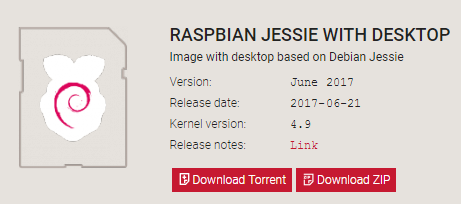 RASPBIAN JESSIE WITH DESKTOP
Image with desktop based on Debian Jessie
Version: June 2017
Release date: 2017-06-21
Kernel version: 4.9
Release notes: Link
Download Torrent Download ZIP